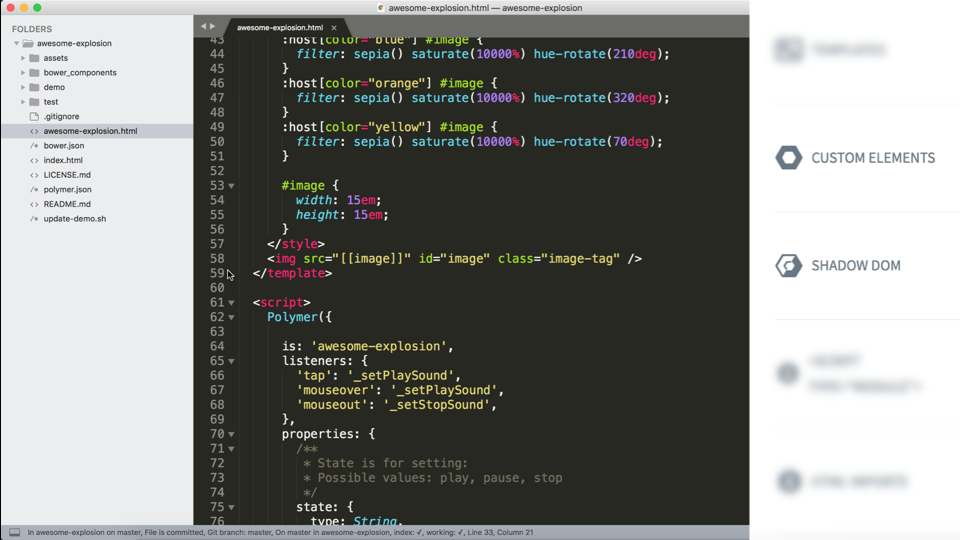 awesome-explosion.html — awesome-explosion
FOLDERS
awesome-explosion
assets
bower_components
demo
test
.gitignore
awesome-explosion.html
bower.json
index.html
LICENSE.md
polymer.json
README.md
update-demo.sh
awesome-explosion.html ×
43 :host[color="blue"] #image {
44 filter: sepia() saturate(10000%) hue-rotate(210deg);
45 }
46 :host[color="orange"] #image {
47 filter: sepia() saturate(10000%) hue-rotate(320deg);
48 }
49 :host[color="yellow"] #image {
50 filter: sepia() saturate(10000%) hue-rotate(70deg);
51 }
52
53 #image {
54 width: 15em;
55 height: 15em;
56 }
57 </style>
58 <img src="[[image]]" id="image" class="image-tag" />
59 </template>
60
61 <script>
62 Polymer({
63
64 is: 'awesome-explosion',
65 listeners: {
66 'tap': '_setPlaySound',
67 'mouseover': '_setPlaySound',
68 'mouseout': '_setStopSound',
69 },
70 properties: {
71 /**
72 * State is for setting:
73 * Possible values: play, pause, stop
74 */
75 state: {
76 type: String,
In awesome-explosion on master, File is committed, Git branch: master, On master in awesome-explosion, index: ✓, working: ✓, Line 33, Column 21
TEMPLATES
CUSTOM ELEMENTS
SHADOW DOM
<SCRIPT
TYPE="MODULE">
HTML IMPORTS